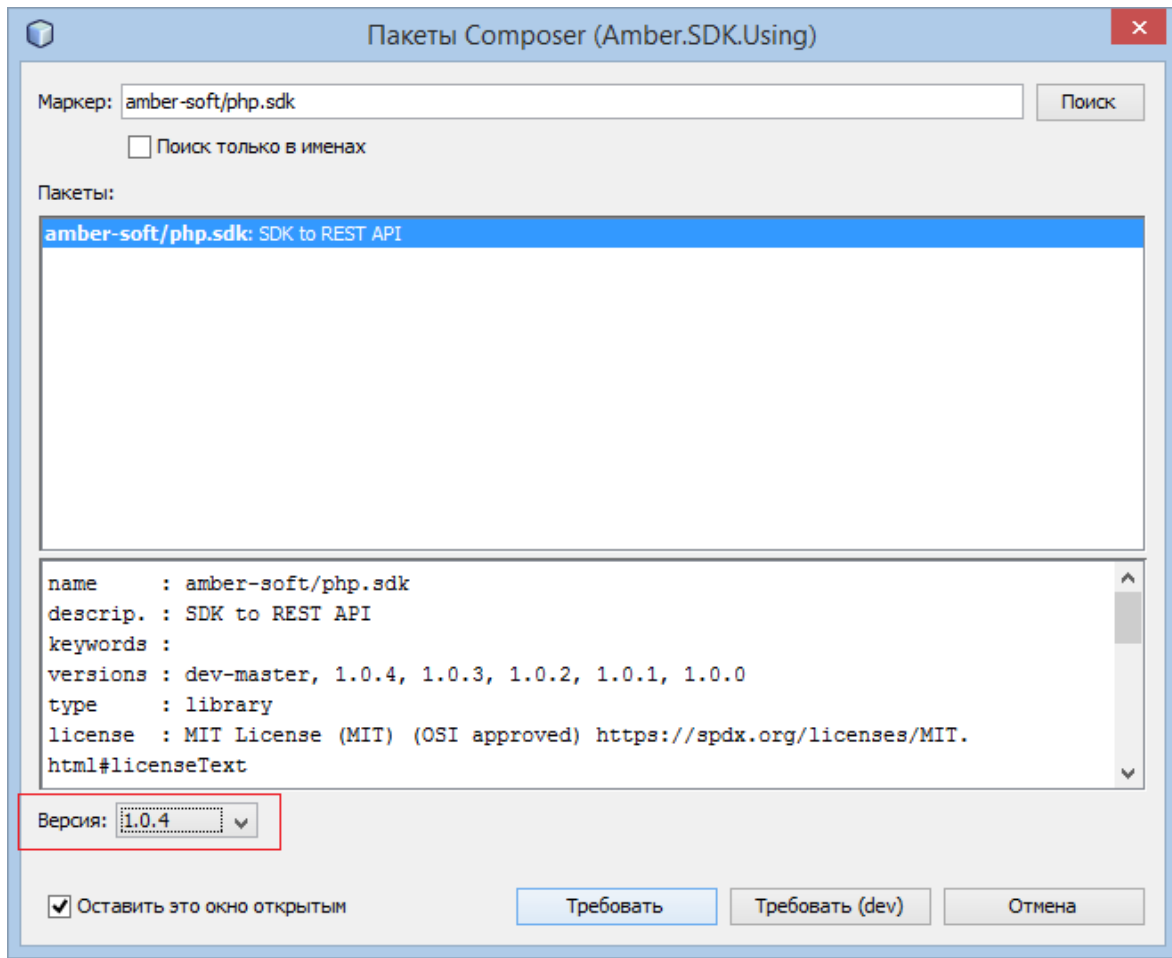 Пакеты Composer (Amber.SDK.Using)
Маркер: amber-soft/php.sdk Поиск
Поиск только в именах
Пакеты:
amber-soft/php.sdk: SDK to REST API
name     : amber-soft/php.sdk
descrip. : SDK to REST API
keywords :
versions : dev-master, 1.0.4, 1.0.3, 1.0.2, 1.0.1, 1.0.0
type     : library
license  : MIT License (MIT) (OSI approved) https://spdx.org/licenses/MIT.
html#licenseText
Версия: 1.0.4
Оставить это окно открытым Требовать Требовать (dev) Отмена